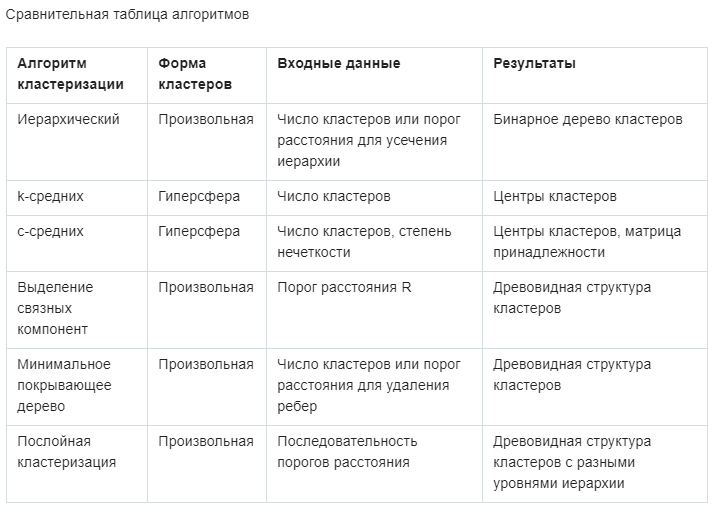 Сравнительная таблица алгоритмов
Алгоритм кластеризации
Форма кластеров
Входные данные
Результаты
Иерархический
Произвольная
Число кластеров или порог
расстояния для усечения
иерархии
Бинарное дерево кластеров
k-средних
Гиперсфера
Число кластеров
Центры кластеров
c-средних
Гиперсфера
Число кластеров, степень
нечеткости
Центры кластеров, матрица
принадлежности
Выделение
связных
компонент
Произвольная
Порог расстояния R
Древовидная структура
кластеров
Минимальное
покрывающее
дерево
Произвольная
Число кластеров или порог
расстояния для удаления
ребер
Древовидная структура
кластеров
Послойная
кластеризация
Произвольная
Последовательность
порогов расстояния
Древовидная структура
кластеров с разными
уровнями иерархии